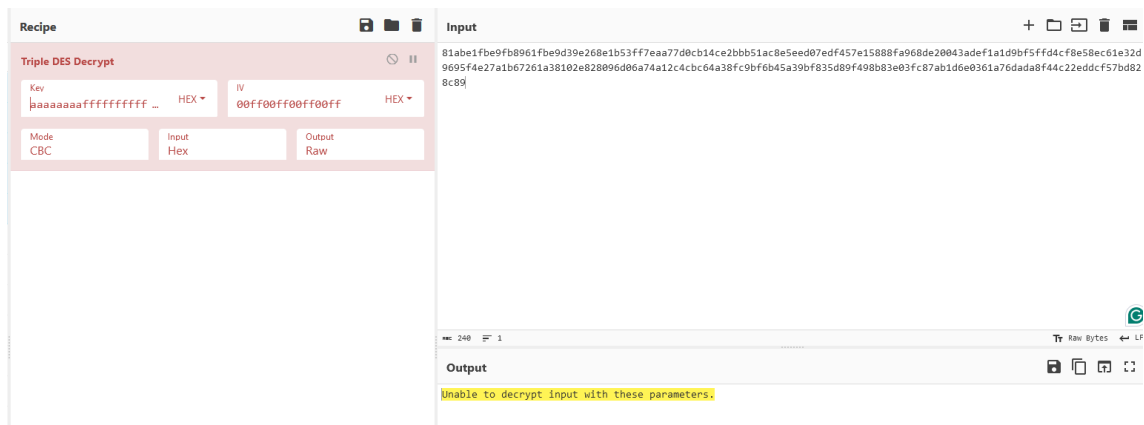 Recipe
Input
Triple DES Decrypt
Key
aaaaaaaaffffffffff …
HEX
IV
00ff00ff00ff00ff
HEX
Mode
CBC
Input
Hex
Output
Raw
81abe1fbe9fb8961fbe9d39e268e1b53ff7eaa77d0cb14ce2bbb51ac8e5eed07edf457e15888fa968de20043adef1a1d9bf5ffd4cf8e58ec61e32d
9695f4e27a1b67261a38102e828096d06a74a12c4cbc64a38fc9bf6b45a39bf835d89f498b83e03fc87ab1d6e0361a76dada8f44c22eddcf57bd82
8c89
240
1
Raw Bytes
LF
Output
Unable to decrypt input with these parameters.